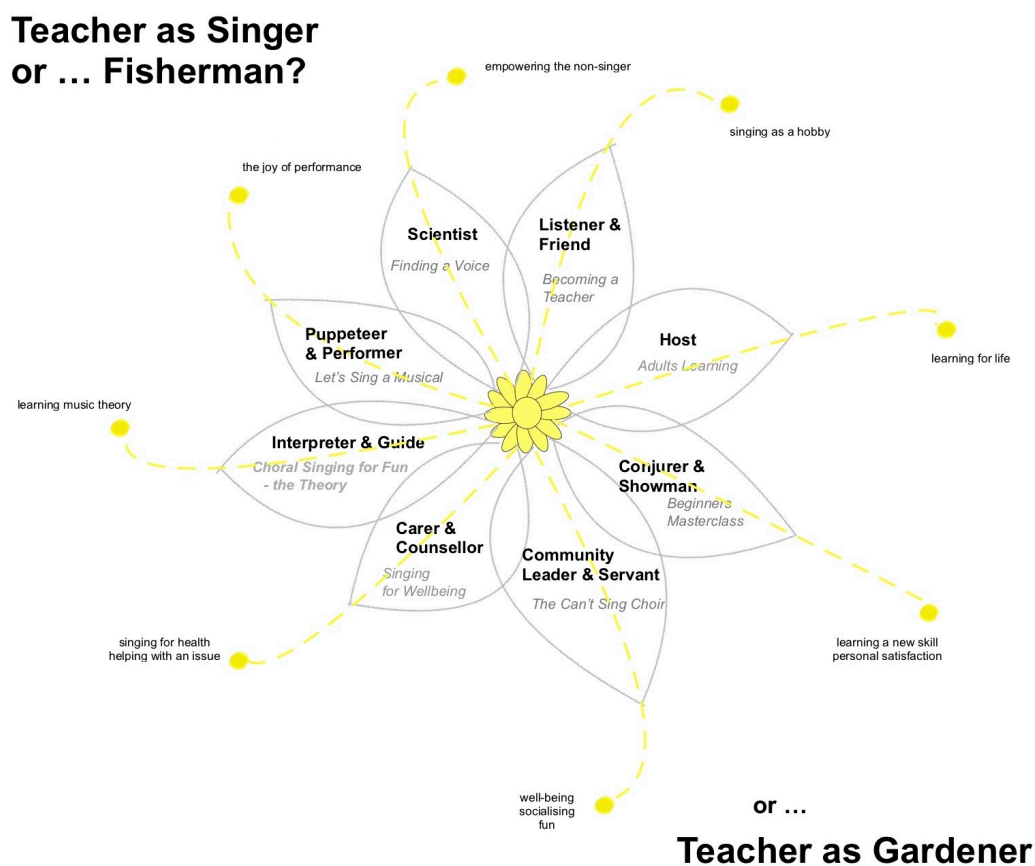 Teacher as Singer
or … Fisherman?
empowering the non-singer
singing as a hobby
the joy of performance
Scientist
Finding a Voice
Listener &
Friend
Becoming a
Teacher
Puppeteer
& Performer
Let's Sing a Musical
Host
Adults Learning
learning for life
learning music theory
Interpreter & Guide
Choral Singing for Fun
- the Theory
Conjurer &
Showman
Beginners
Masterclass
Carer &
Counsellor
Singing
for Wellbeing
Community
Leader & Servant
The Can't Sing Choir
singing for health
helping with an issue
learning a new skill
personal satisfaction
well-being
socialising
fun
or …
Teacher as Gardener